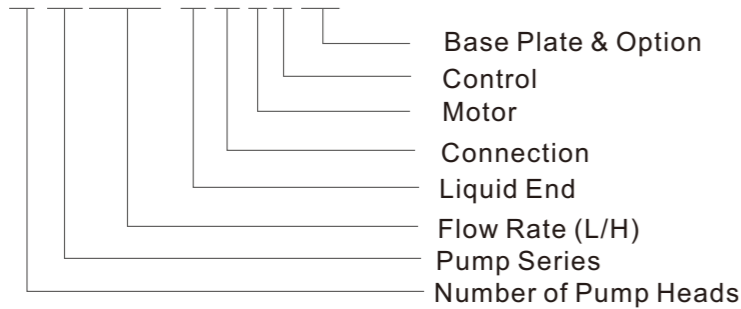 Base Plate & Option
Control
Motor
Connection
Liquid End
Flow Rate (L/H)
Pump Series
Number of Pump Heads